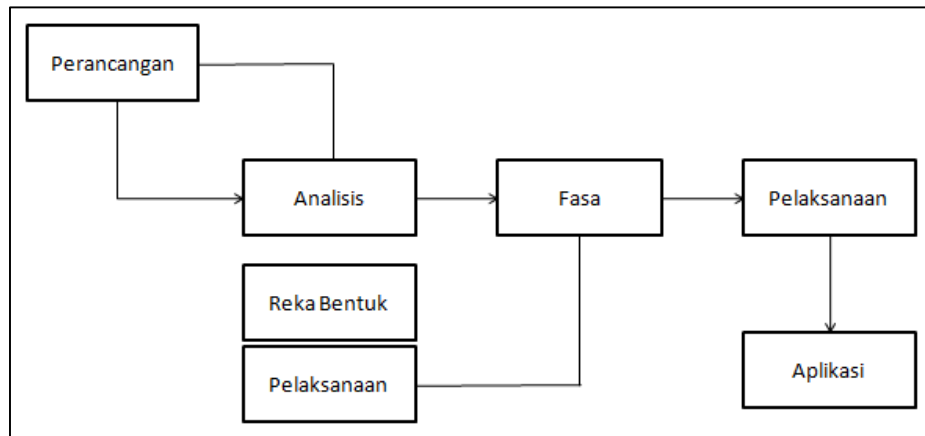 Perancangan
Analisis
Fasa
Pelaksanaan
Reka Bentuk
Pelaksanaan
Aplikasi